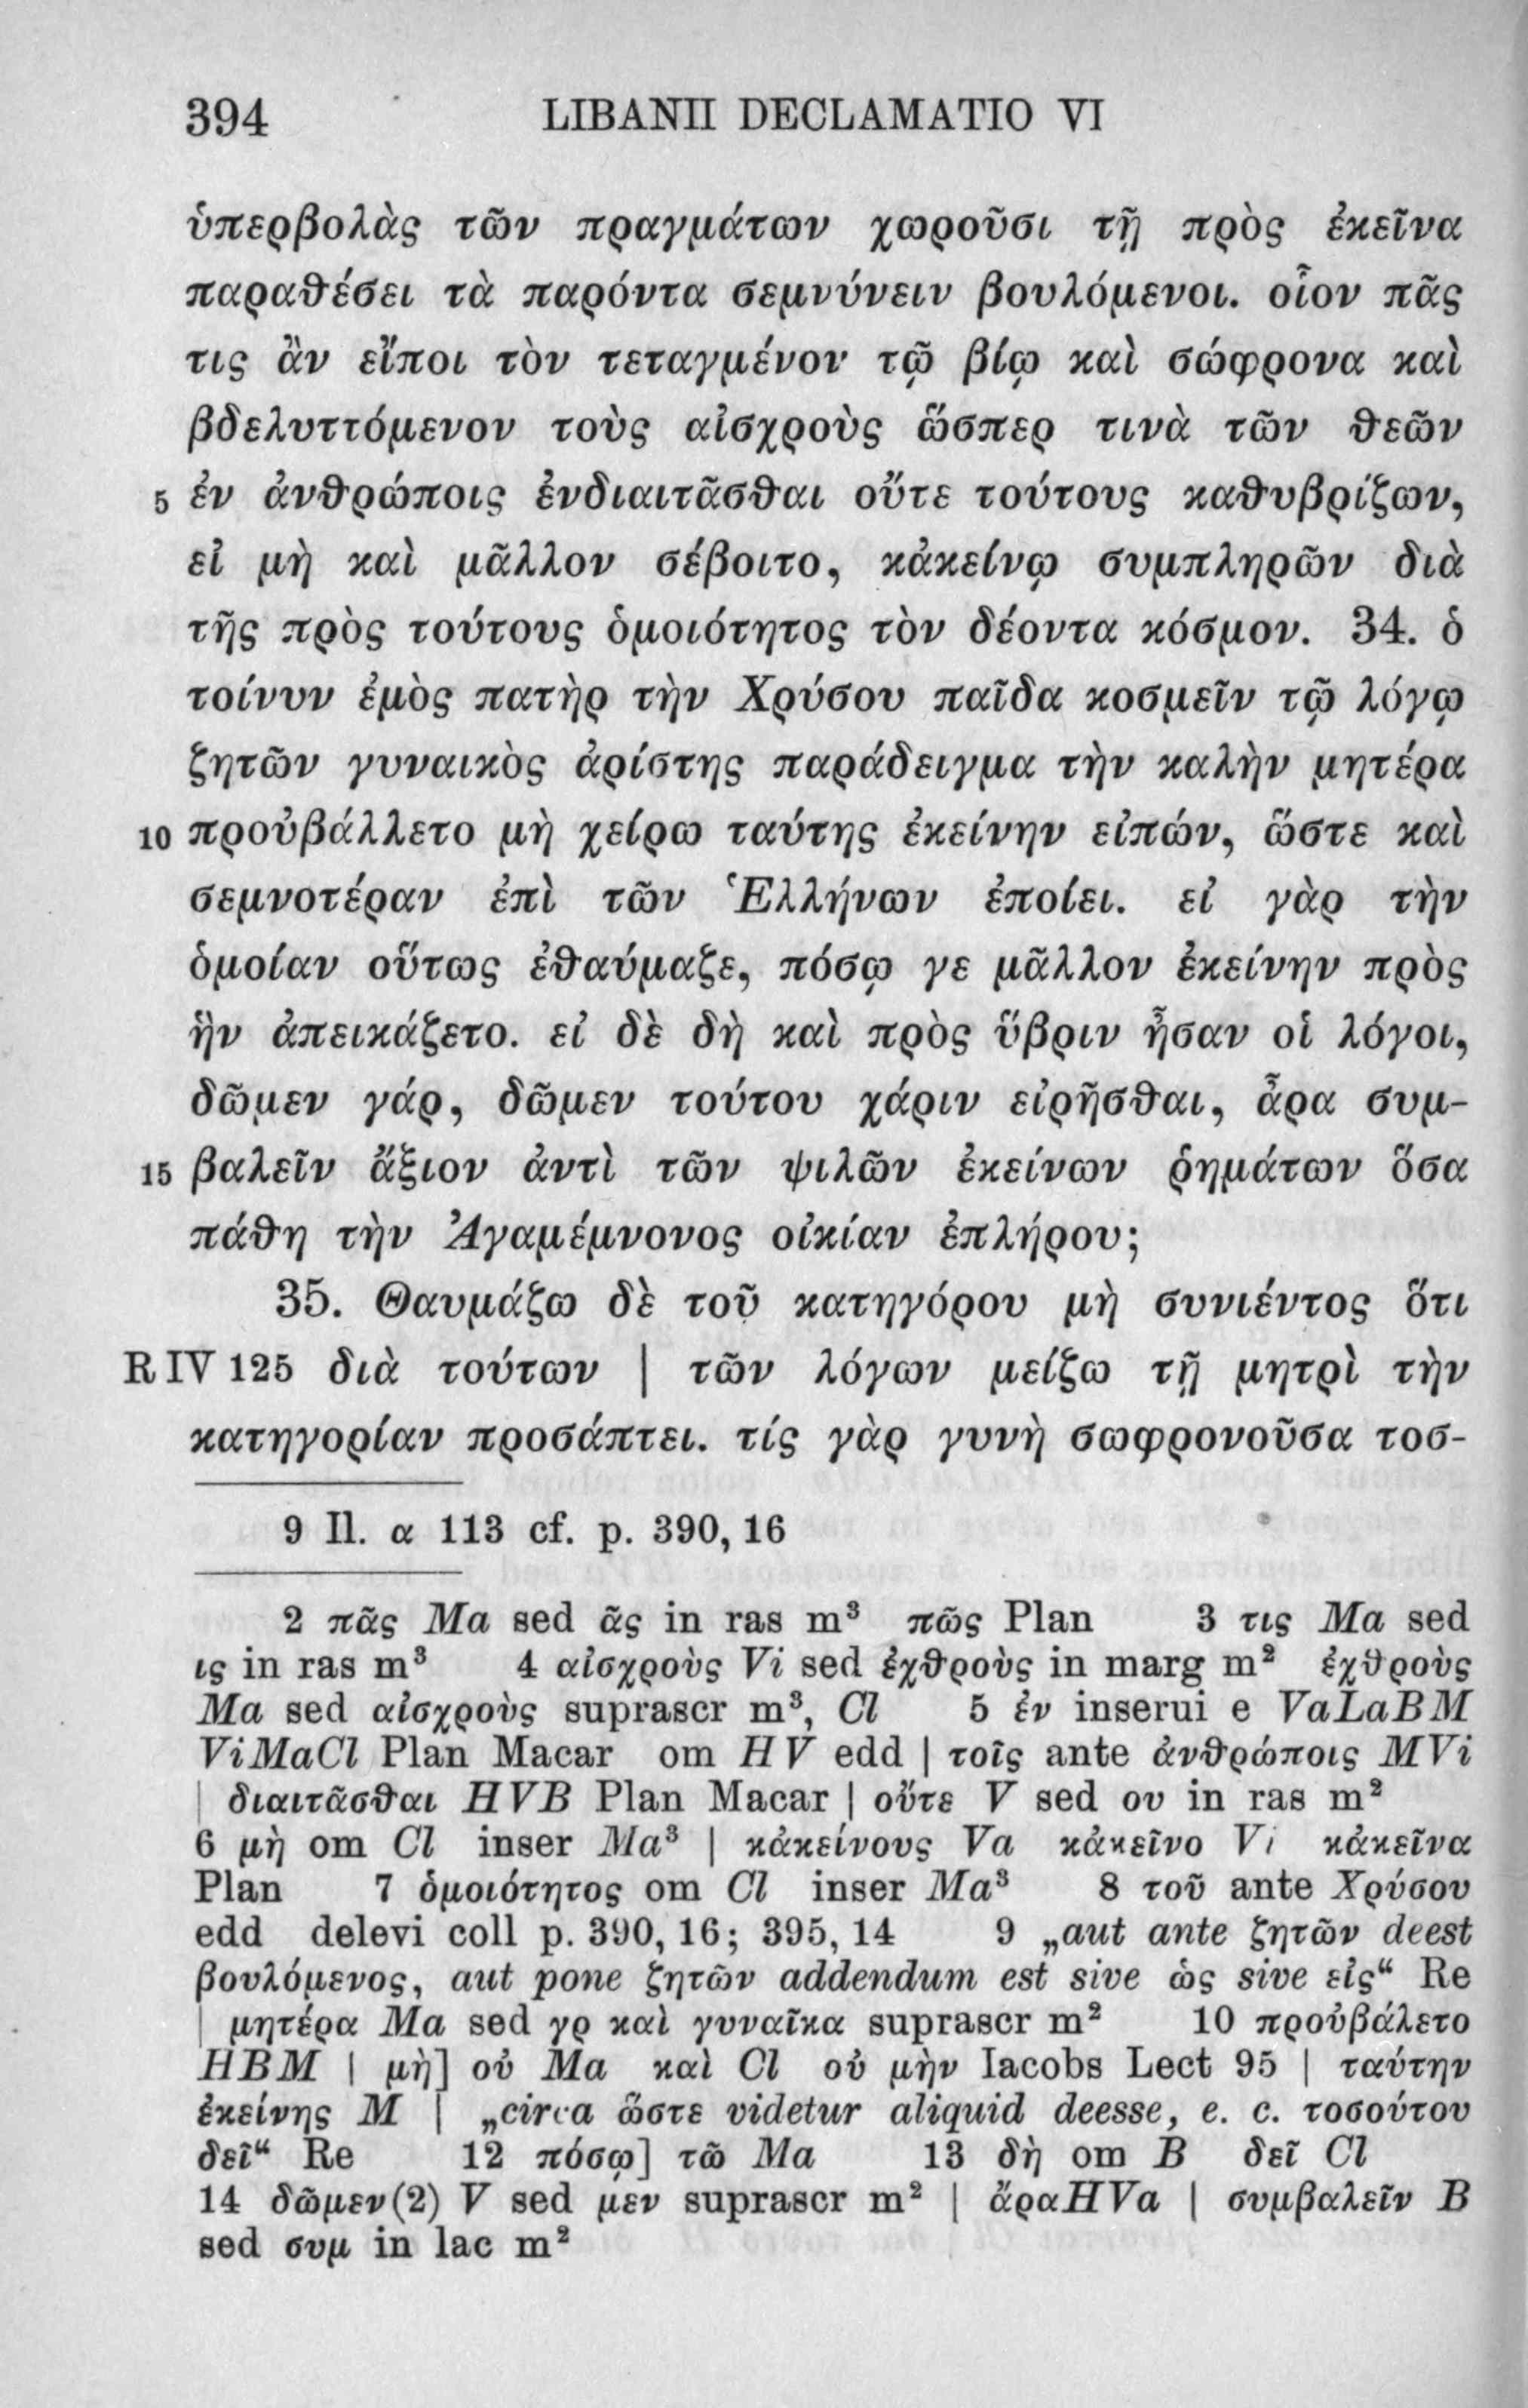 394 LIBANII DECLAMATIO VI
ὑπερβολὰς τῶν πραγμάτων χωροῦσι τῇ πρὸς ἐκεῖνα
παραθέσει τὰ παρόντα σεμνύνειν βουλόμενοι. οἷον πᾶς
τις ἂν εἴποι τὸν τεταγμένον τῷ βίῳ καὶ σώφρονα καὶ
βδελυττόμενον τοὺς αἰσχροὺς ὥσπερ τινὰ τῶν θεῶν
5 ἐν ἀνθρώποις ἐνδιαιτᾶσθαι οὔτε τούτους καθυβρίζων,
εἰ μὴ καὶ μᾶλλον σέβοιτο, κἀκείνῳ συμπληρῶν διὰ
τῆς πρὸς τούτους ὁμοιότητος τὸν δέοντα κόσμον. 34. ὁ
τοίνυν ἐμὸς πατὴρ τὴν Χρύσου παῖδα κοσμεῖν τῷ λόγῳ
ζητῶν γυναικὸς ἀρίστης παράδειγμα τὴν καλὴν μητέρα
10 προὐβάλλετο μὴ χείρω ταύτης ἐκείνην εἰπών, ὥστε καὶ
σεμνοτέραν ἐπὶ τῶν Ἑλλήνων ἐποίει. εἰ γὰρ τὴν
ὁμοίαν οὕτως ἐθαύμαζε, πόσῳ γε μᾶλλον ἐκείνην πρὸς
ἣν ἀπεικάζετο. εἰ δὲ δὴ καὶ πρὸς ὕβριν ἦσαν οἱ λόγοι,
δῶμεν γάρ, δῶμεν τούτου χάριν εἰρῆσθαι, ἆρα συμ-
15 βαλεῖν ἄξιον ἀντὶ τῶν ψιλῶν ἐκείνων ῥημάτων ὅσα
πάθη τὴν Ἀγαμέμνονος οἰκίαν ἐπλήρου;
35. Θαυμάζω δὲ τοῦ κατηγόρου μὴ συνιέντος ὅτι
R IV 125 διὰ τούτων | τῶν λόγων μείζω τῇ μητρὶ τὴν
κατηγορίαν προσάπτει. τίς γὰρ γυνὴ σωφρονοῦσα τοσ-
9 Il. α 113 cf. p. 390, 16
2 πᾶς Ma sed ᾶς in ras m³ πῶς Plan 3 τις Ma sed
ις in ras m³ 4 αἰσχροὺς Vi sed ἐχθροὺς in marg m² ἐχθροὺς
Ma sed αἰσχροὺς suprascr m³, Cl 5 ἐν inserui e VaLaBM
ViMaCl Plan Macar om HV edd | τοῖς ante ἀνθρώποις MVi
| διαιτᾶσθαι HVB Plan Macar | οὔτε V sed ου in ras m²
6 μὴ om Cl inser Ma³ | κἀκείνους Va κἀκεῖνο Vi κἀκεῖνα
Plan 7 ὁμοιότητος om Cl inser Ma³ 8 τοῦ ante Χρύσου
edd delevi coll p. 390, 16; 395, 14 9 „aut ante ζητῶν deest
βουλόμενος, aut pone ζητῶν addendum est sive ὡς sive εἰς“ Re
| μητέρα Ma sed γρ καὶ γυναῖκα suprascr m² 10 προὐβάλετο
HBM | μὴ] οὐ Ma καὶ Cl οὐ μὴν Iacobs Lect 95 | ταύτην
ἐκείνης M | „circa ὥστε videtur aliquid deesse, e. c. τοσούτου
δεῖ“ Re 12 πόσῳ] τῶ Ma 13 δὴ om B δεῖ Cl
14 δῶμεν(2) V sed μεν suprascr m² | ἄρα HVa | συμβαλεῖν B
sed συμ in lac m²